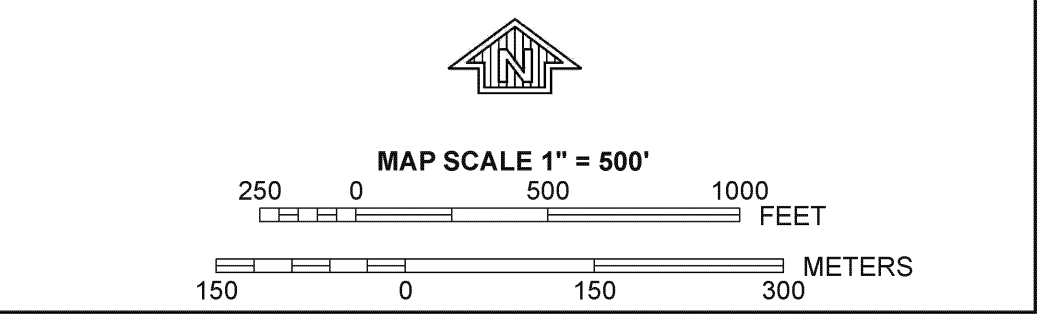 N
MAP SCALE 1" = 500'
250 0 500 1000
FEET
METERS
150 0 150 300